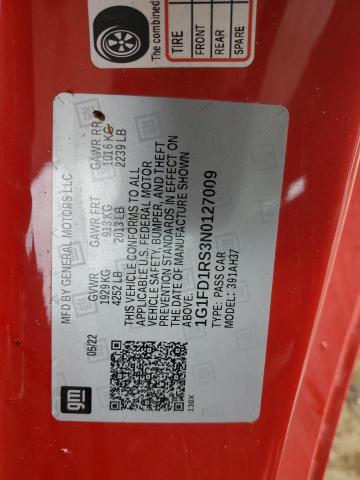 The combined
TIRE
FRONT
REAR
SPARE
MFD BY GENERAL MOTORS LLC
05/22
GVWR GAWR FRT GAWR RR
1929 KG 913 KG 1016 KG
4252 LB 2013 LB 2239 LB
THIS VEHICLE CONFORMS TO ALL
APPLICABLE U.S. FEDERAL MOTOR
VEHICLE SAFETY, BUMPER, AND THEFT
PREVENTION STANDARDS IN EFFECT ON
THE DATE OF MANUFACTURE SHOWN
1G1FD1RS3N0127009
TYPE: PASS CAR
MODEL: 391AH37
gm
130X